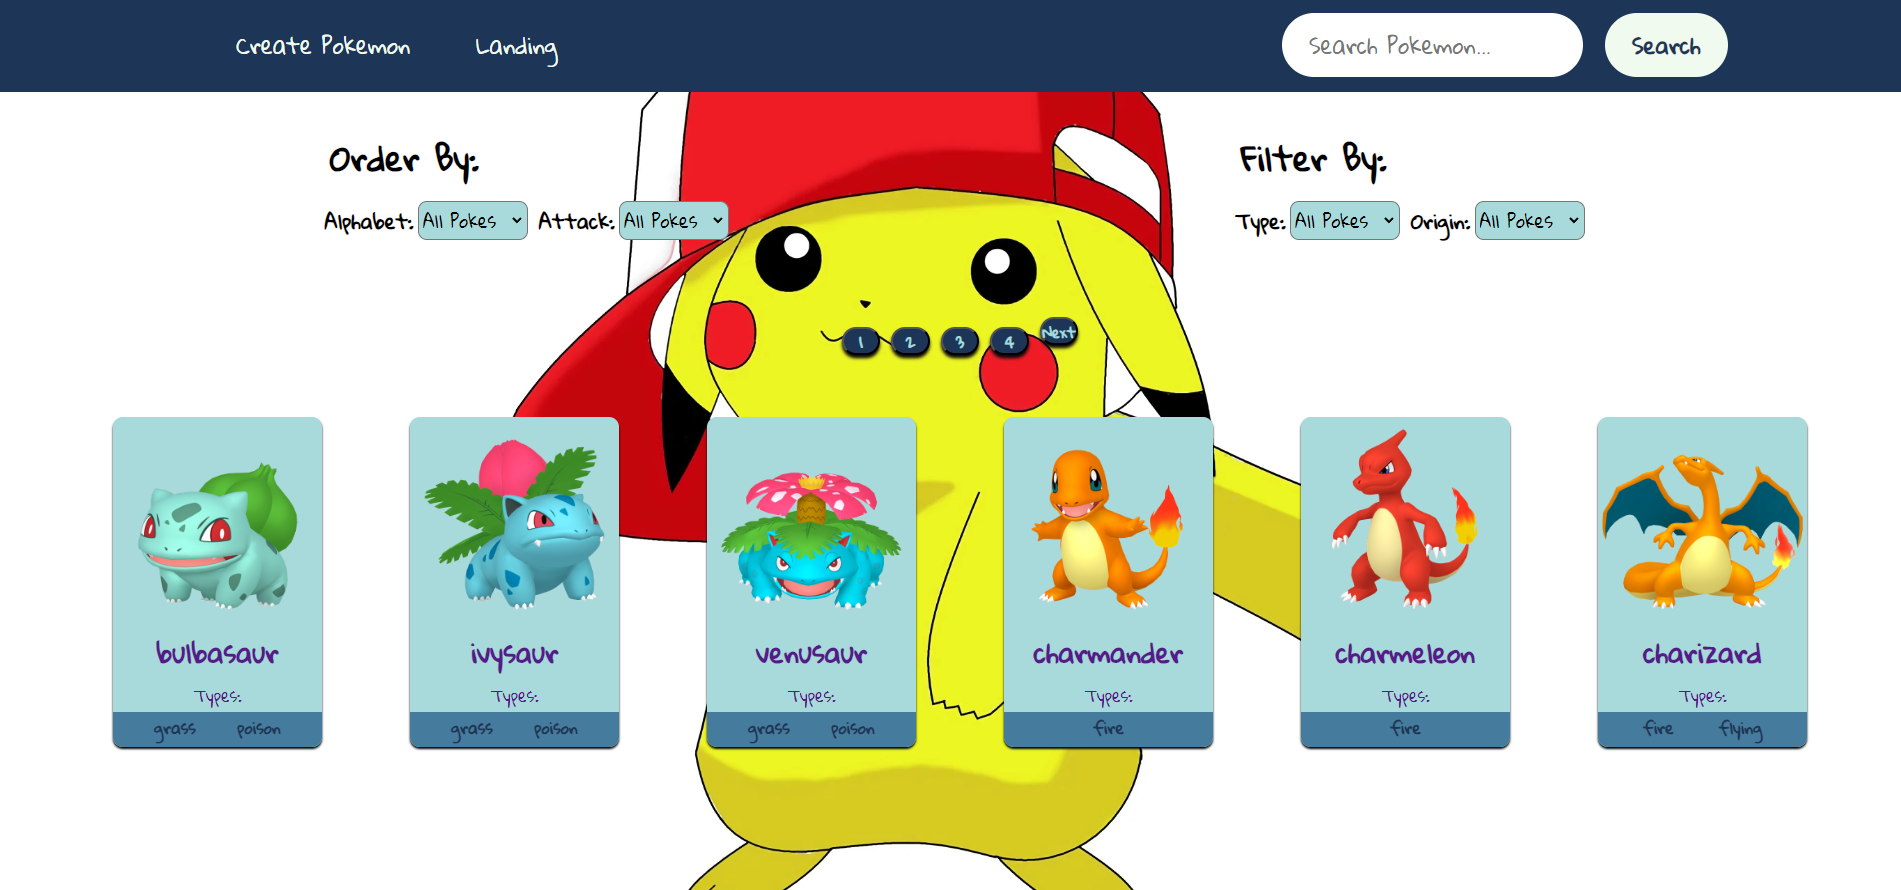 Create Pokemon Landing Search Pokemon... Search
Order By: Filter By:
Alphabet: All Pokes Attack: All Pokes Type: All Pokes Origin: All Pokes
1 2 3 4 Next
bulbasaur ivysaur venusaur charmander charmeleon charizard
Types: Types: Types: Types: Types: Types:
grass poison grass poison grass poison fire fire fire flying